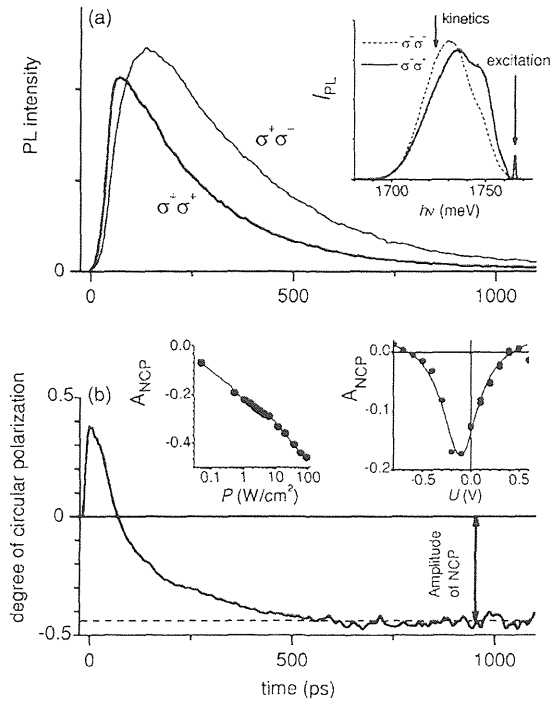 (a)
PL intensity
0
0
500
1000
σ⁺σ⁻
σ⁺σ⁺
kinetics
σ⁻σ⁻
σ⁻σ⁺
excitation
I_PL
1700
1750
hν (meV)
(b)
degree of circular polarization
0.5
0
-0.5
A_NCP
0.0
-0.2
-0.4
0.1
1
10
100
P (W/cm²)
A_NCP
0.0
-0.1
-0.2
-0.5
0.0
0.5
U (V)
Amplitude
of NCP
0
500
1000
time (ps)